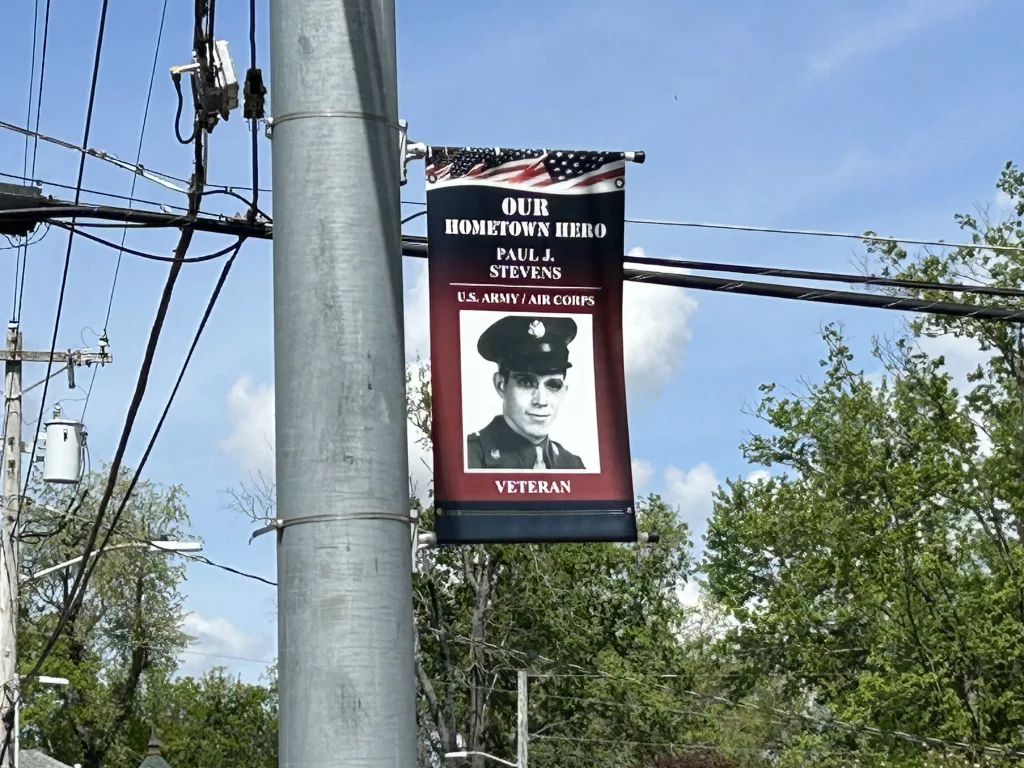 OUR
HOMETOWN HERO
PAUL J.
STEVENS
U.S. ARMY / AIR CORPS
VETERAN